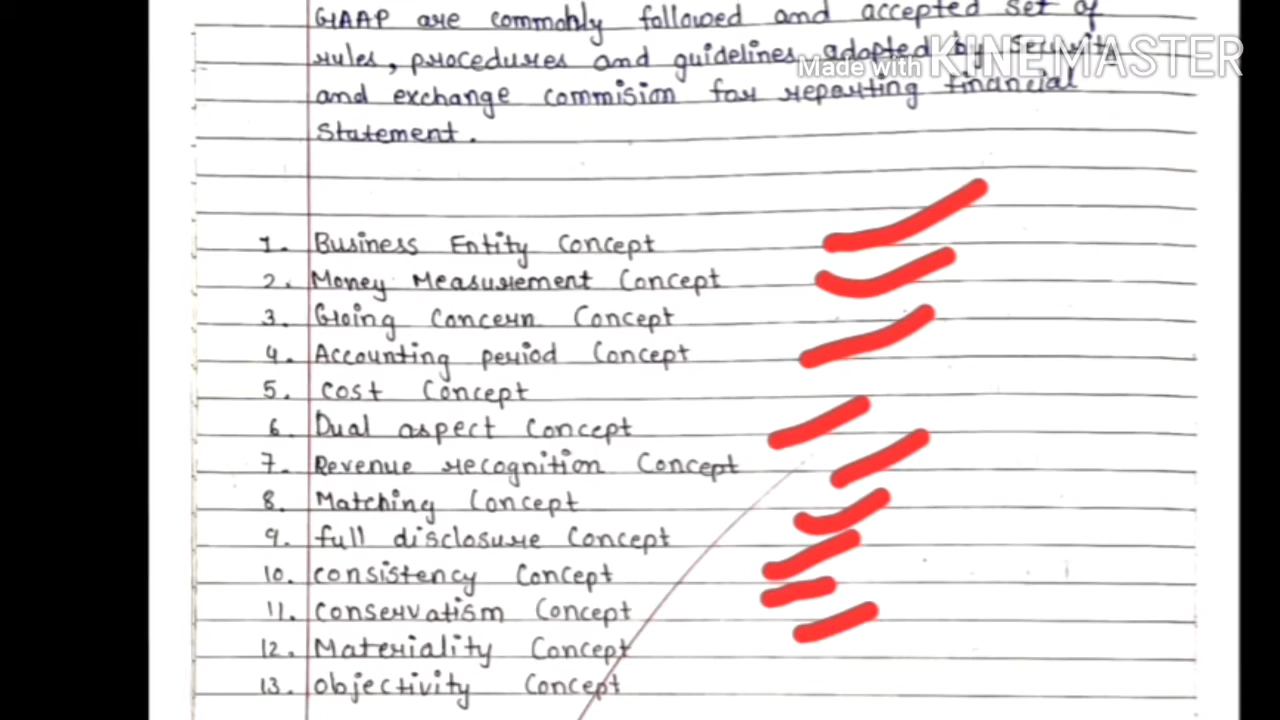 GAAP are commonly followed and accepted set of
rules, procedures and guidelines adopted by
Made with KINEMASTER
and exchange commision for reporting financial
Statement.
1. Business Entity Concept
2. Money Measurement Concept
3. Going Concern Concept
4. Accounting period Concept
5. Cost Concept
6. Dual aspect Concept
7. Revenue recognition Concept
8. Matching Concept
9. full disclosure Concept
10. Consistency Concept
11. Conservatism Concept
12. Materiality Concept
13. Objectivity Concept